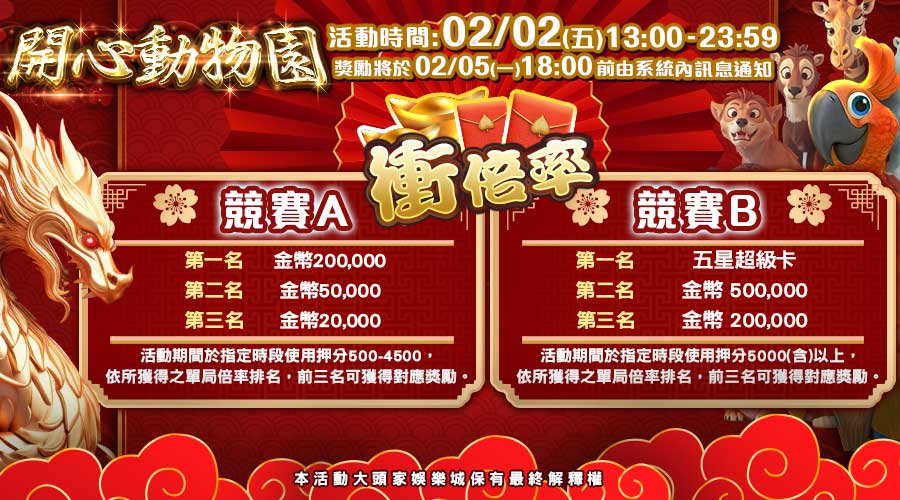 開心動物園
活動時間:02/02(五)13:00-23:59
獎勵將於 02/05(一)18:00前由系統內訊息通知
衝倍率
競賽A
第一名 金幣200,000
第二名 金幣50,000
第三名 金幣20,000
活動期間於指定時段使用押分500-4500，
依所獲得之單局倍率排名，前三名可獲得對應獎勵。
競賽B
第一名 五星超級卡
第二名 金幣 500,000
第三名 金幣 200,000
活動期間於指定時段使用押分5000(含)以上，
依所獲得之單局倍率排名，前三名可獲得對應獎勵。
本活動大頭家娛樂城保有最終解釋權